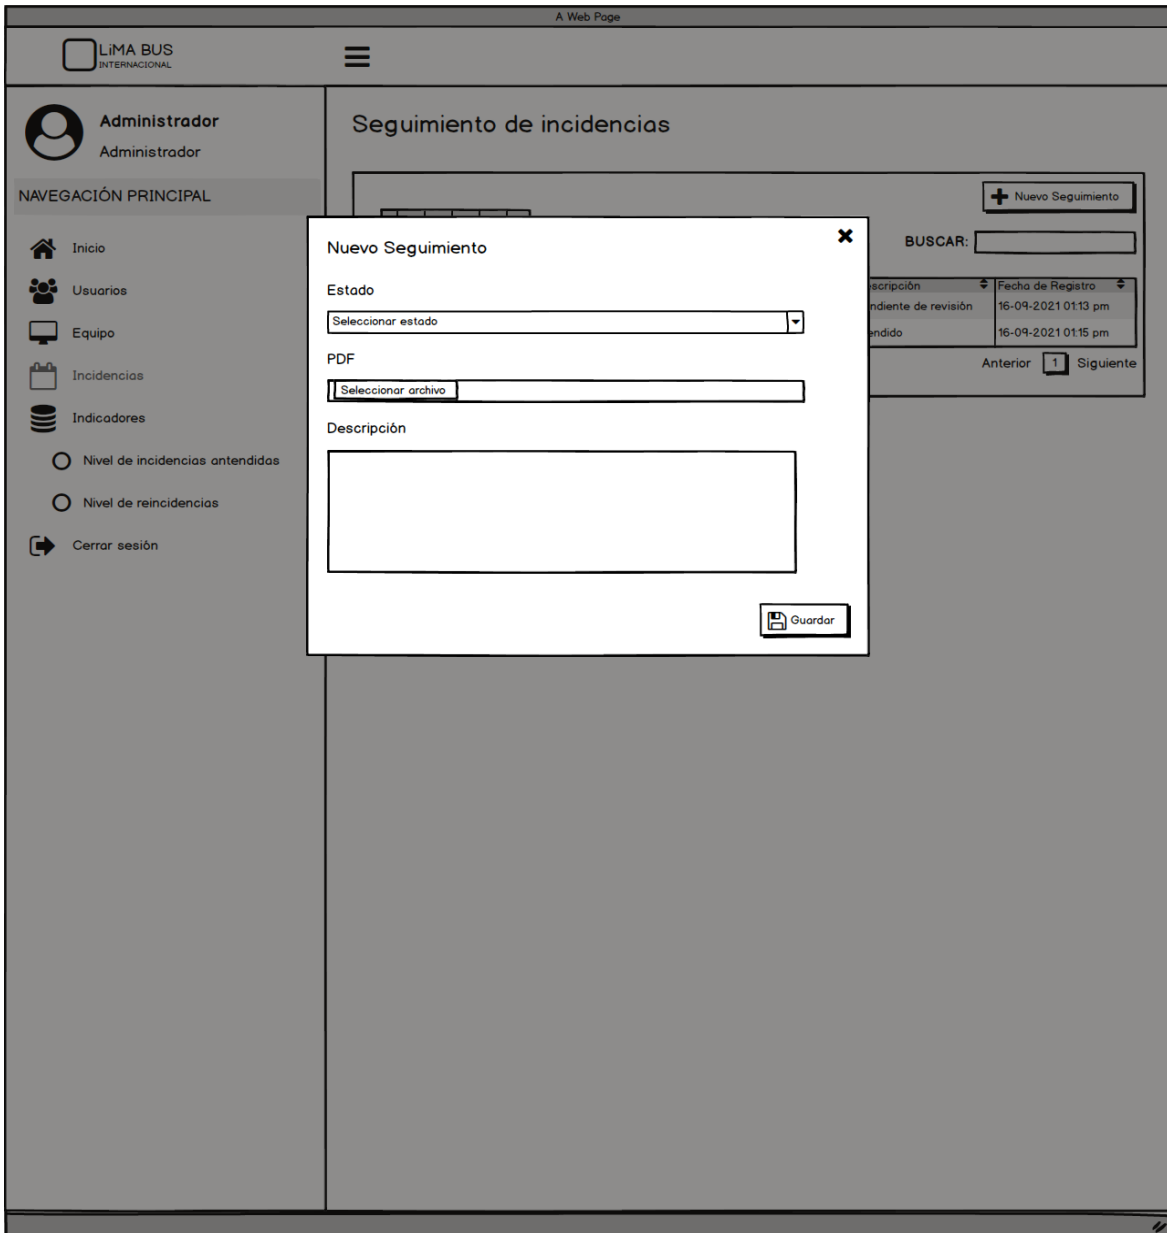 A Web Page
LiMA BUS
INTERNACIONAL
Administrador
Administrador
NAVEGACIÓN PRINCIPAL
Inicio
Usuarios
Equipo
Incidencias
Indicadores
Nivel de incidencias antendidas
Nivel de reincidencias
Cerrar sesión
Seguimiento de incidencias
Nuevo Seguimiento
BUSCAR:
scripción
Fecha de Registro
ndiente de revisión
16-09-2021 01:13 pm
endido
16-09-2021 01:15 pm
Anterior 1 Siguiente
Nuevo Seguimiento
Estado
Seleccionar estado
PDF
Seleccionar archivo
Descripción
Guardar